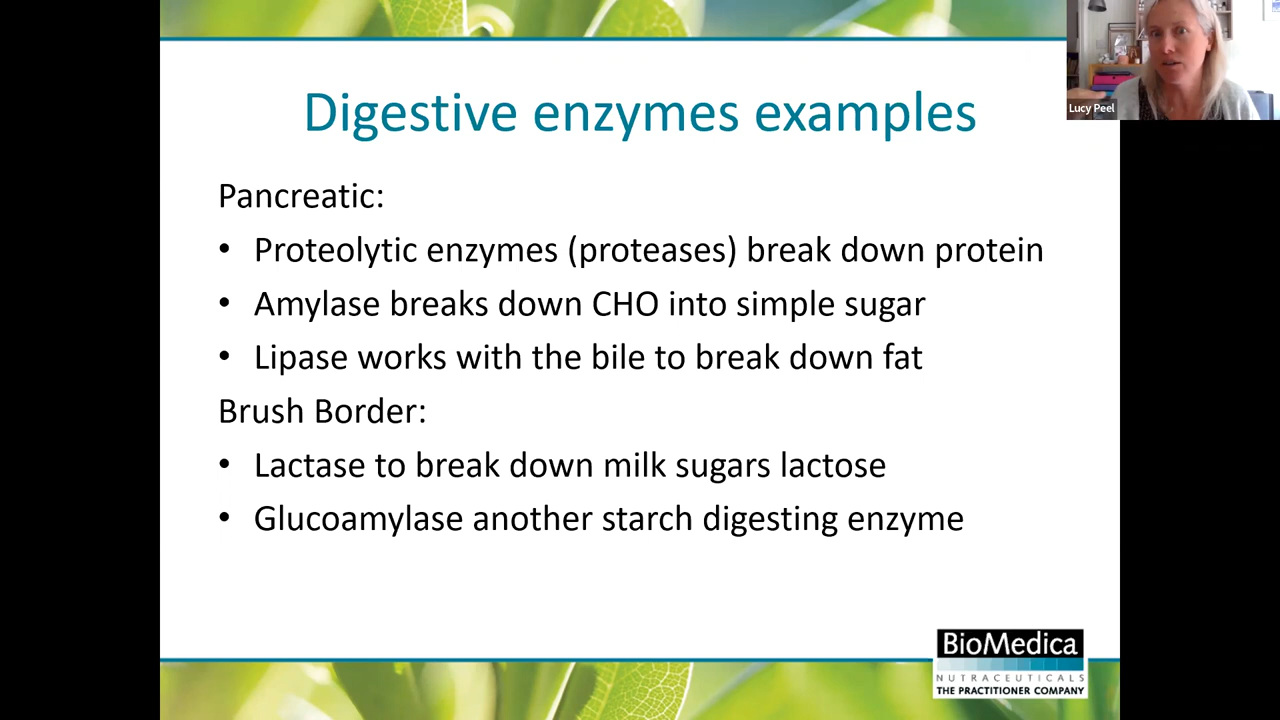 Lucy Peel
Digestive enzymes examples
Pancreatic:
• Proteolytic enzymes (proteases) break down protein
• Amylase breaks down CHO into simple sugar
• Lipase works with the bile to break down fat
Brush Border:
• Lactase to break down milk sugars lactose
• Glucoamylase another starch digesting enzyme
BioMedica
NUTRACEUTICALS
THE PRACTITIONER COMPANY